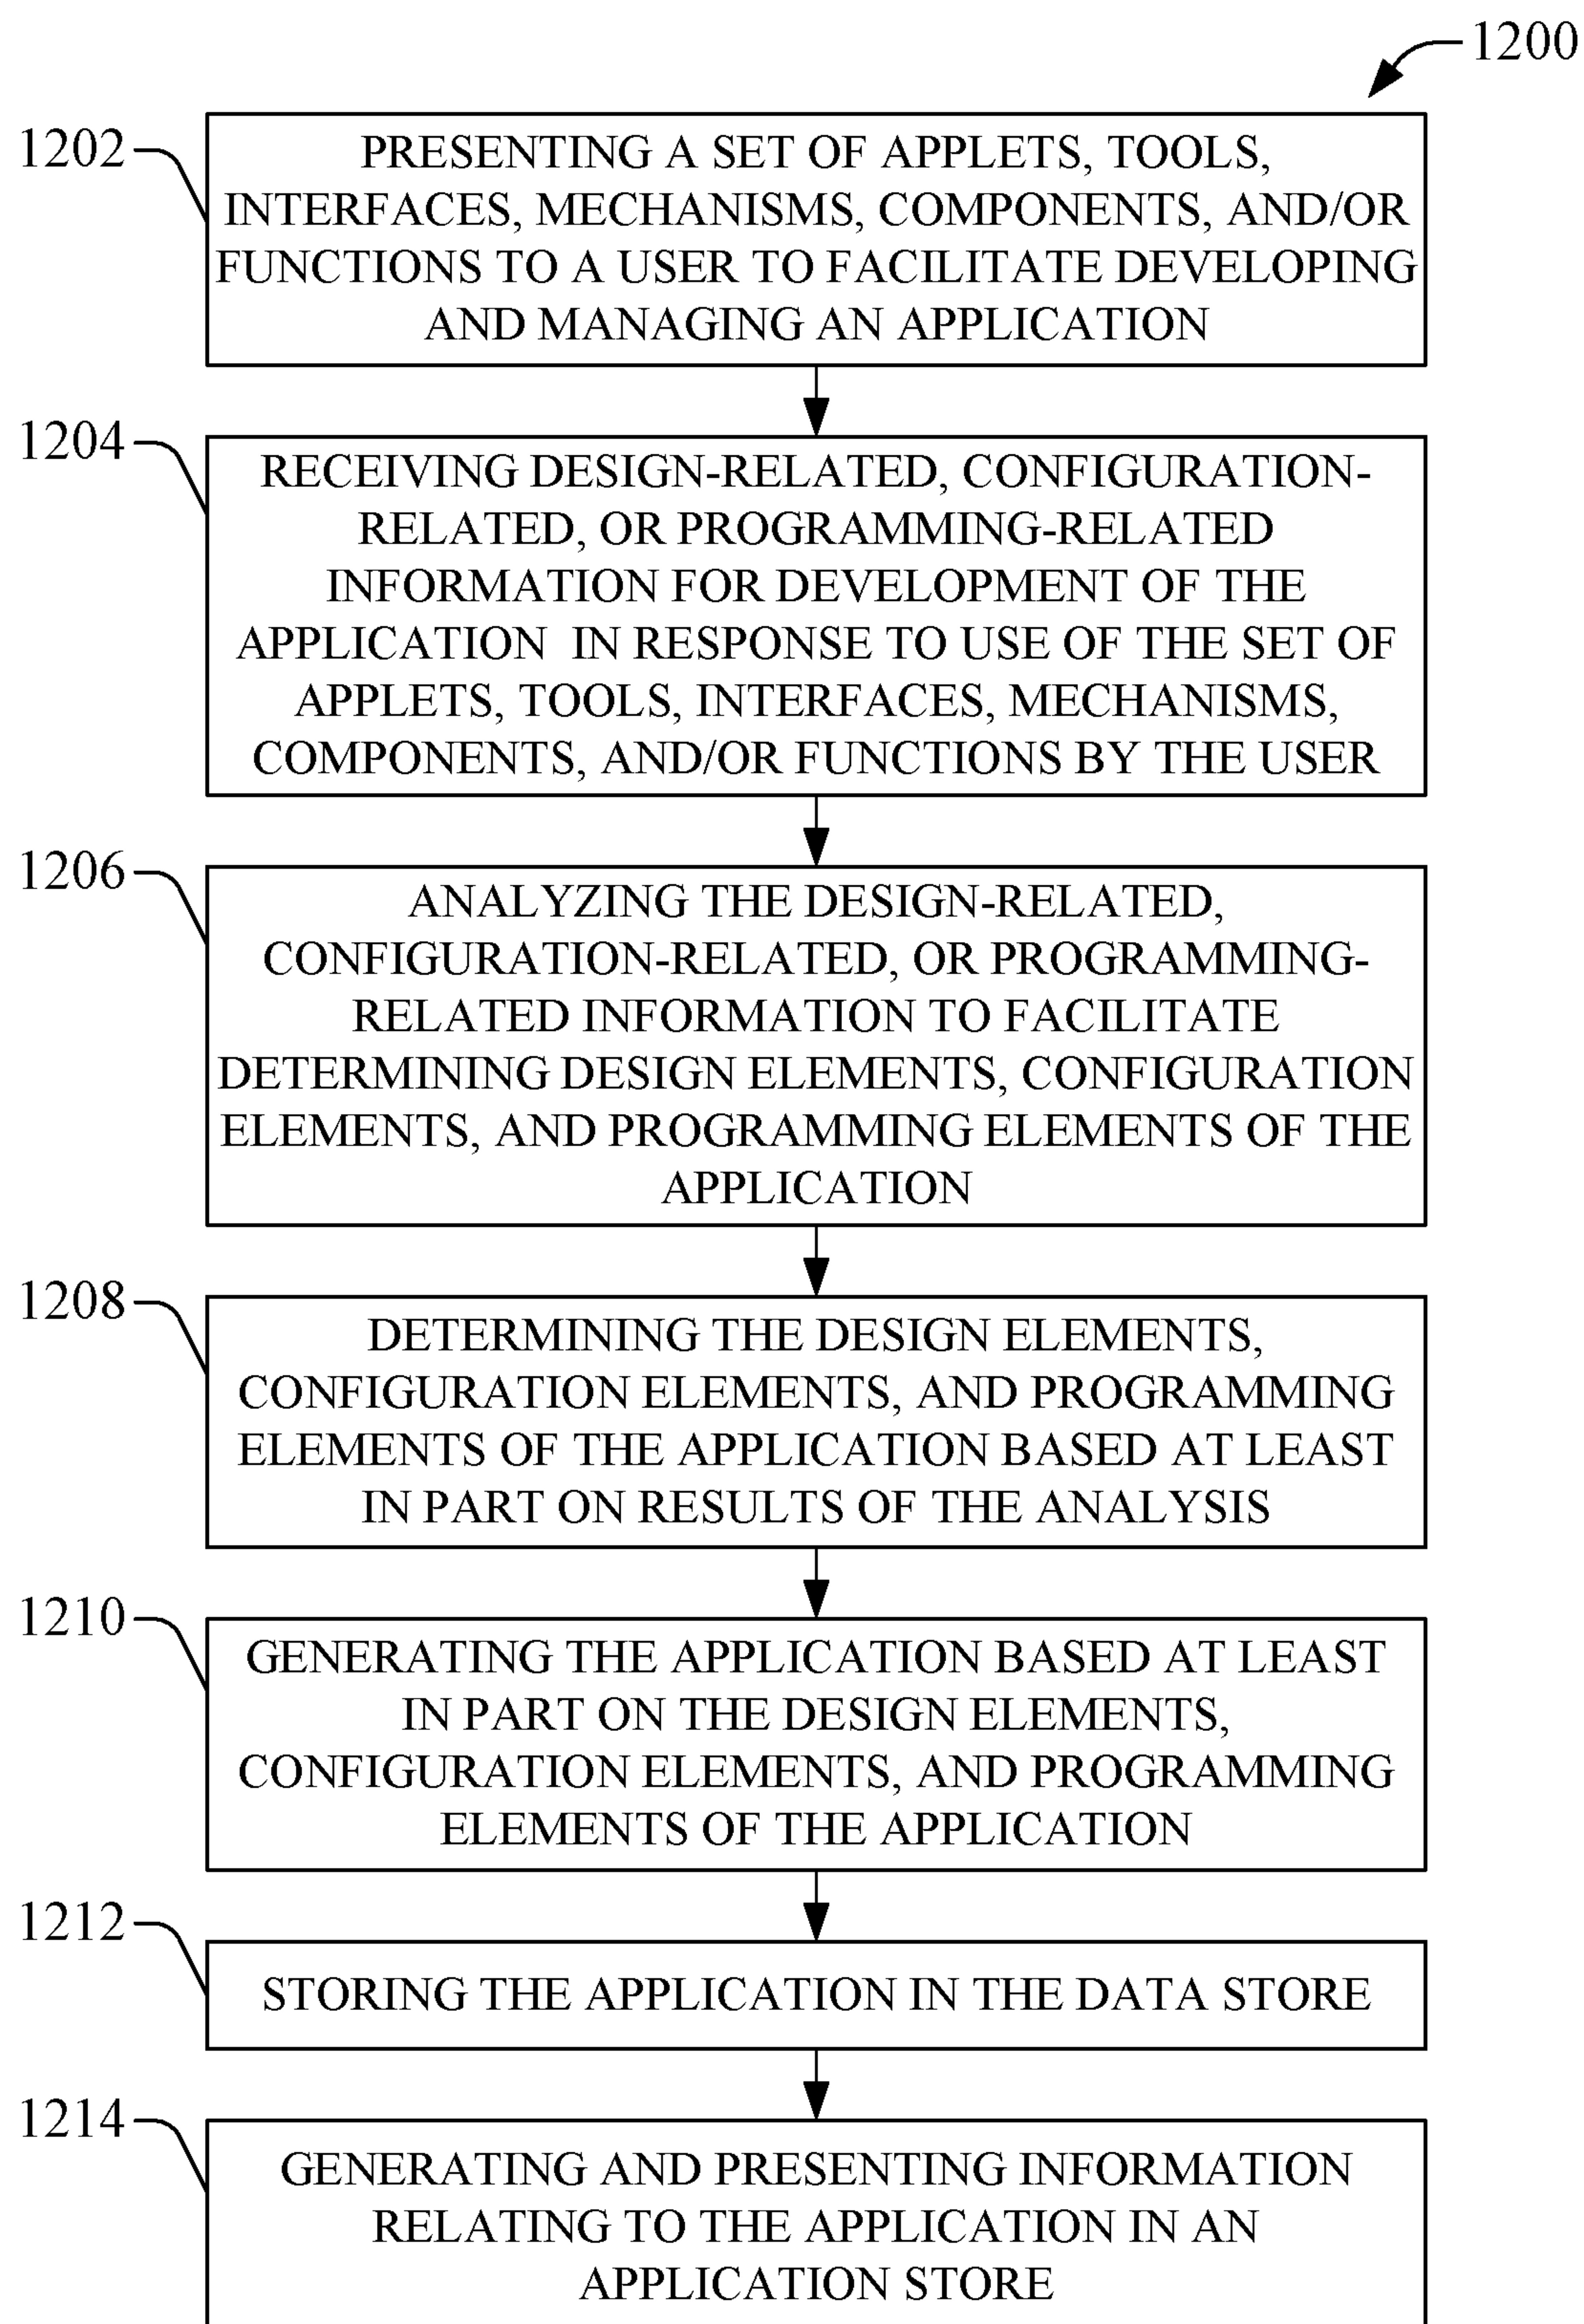 1200
1202
PRESENTING A SET OF APPLETS, TOOLS,
INTERFACES, MECHANISMS, COMPONENTS, AND/OR
FUNCTIONS TO A USER TO FACILITATE DEVELOPING
AND MANAGING AN APPLICATION
1204
RECEIVING DESIGN-RELATED, CONFIGURATION-
RELATED, OR PROGRAMMING-RELATED
INFORMATION FOR DEVELOPMENT OF THE
APPLICATION IN RESPONSE TO USE OF THE SET OF
APPLETS, TOOLS, INTERFACES, MECHANISMS,
COMPONENTS, AND/OR FUNCTIONS BY THE USER
1206
ANALYZING THE DESIGN-RELATED,
CONFIGURATION-RELATED, OR PROGRAMMING-
RELATED INFORMATION TO FACILITATE
DETERMINING DESIGN ELEMENTS, CONFIGURATION
ELEMENTS, AND PROGRAMMING ELEMENTS OF THE
APPLICATION
1208
DETERMINING THE DESIGN ELEMENTS,
CONFIGURATION ELEMENTS, AND PROGRAMMING
ELEMENTS OF THE APPLICATION BASED AT LEAST
IN PART ON RESULTS OF THE ANALYSIS
1210
GENERATING THE APPLICATION BASED AT LEAST
IN PART ON THE DESIGN ELEMENTS,
CONFIGURATION ELEMENTS, AND PROGRAMMING
ELEMENTS OF THE APPLICATION
1212
STORING THE APPLICATION IN THE DATA STORE
1214
GENERATING AND PRESENTING INFORMATION
RELATING TO THE APPLICATION IN AN
APPLICATION STORE